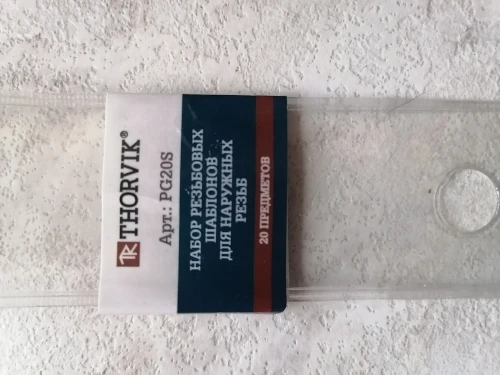 THORVIK®
Арт.: PG20S
НАБОР РЕЗЬБОВЫХ
ШАБЛОНОВ
ДЛЯ НАРУЖНЫХ
РЕЗЬБ
20 ПРЕДМЕТОВ